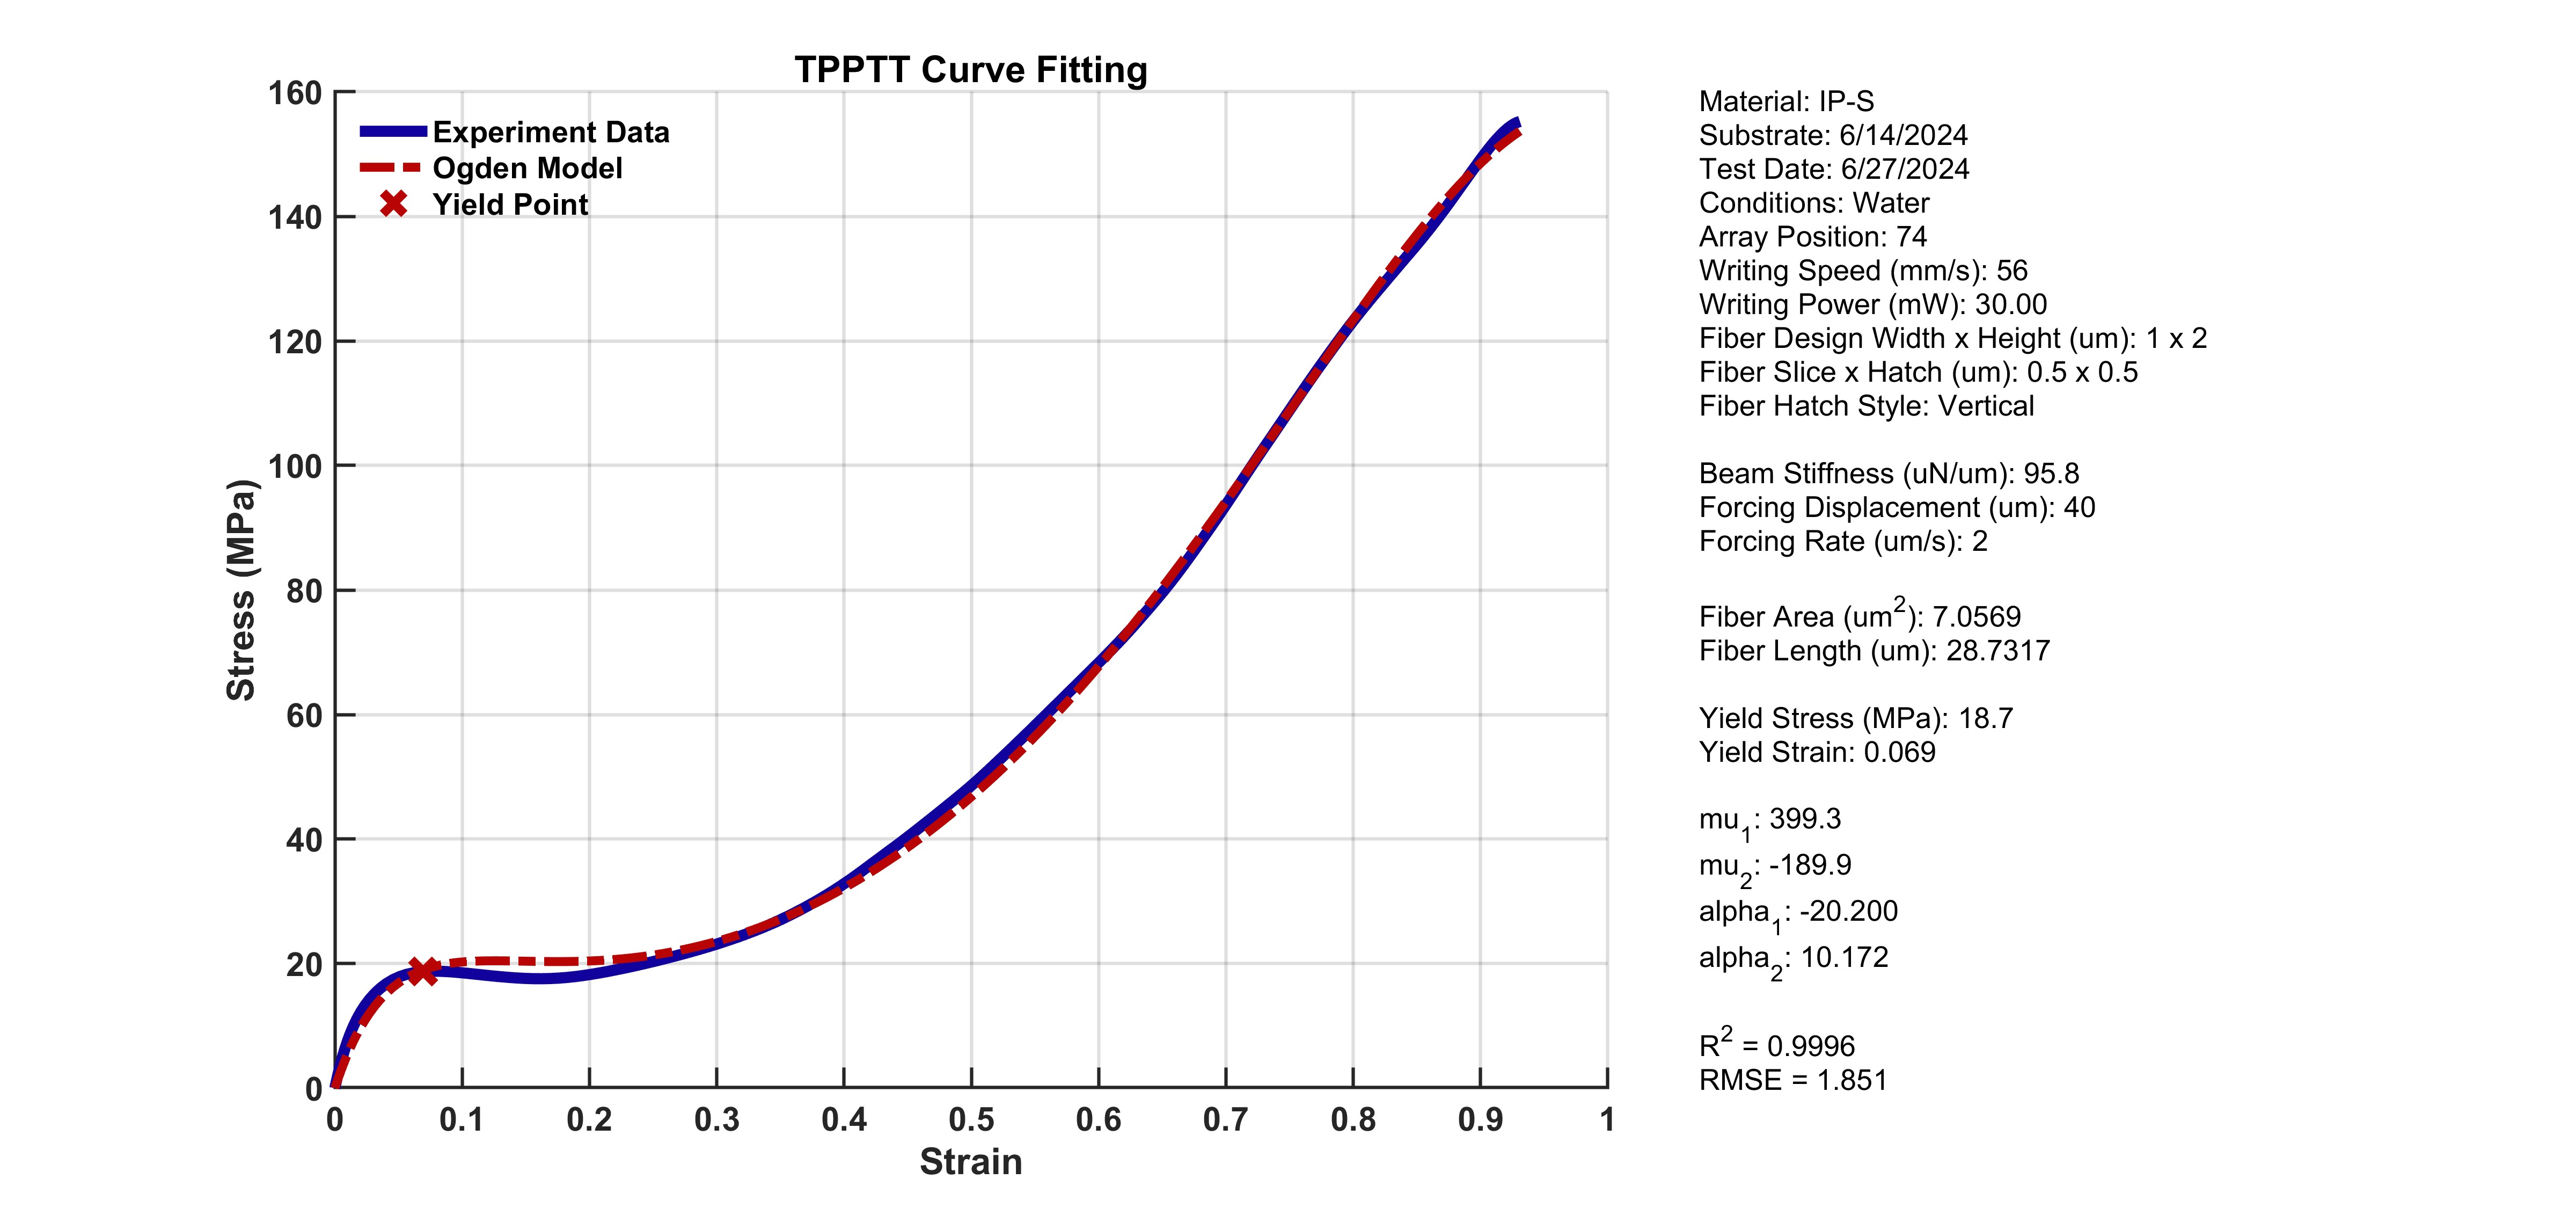 TPPTT Curve Fitting
160
140
120
100
80
60
40
20
0
Stress (MPa)
Experiment Data
Ogden Model
Yield Point
0 0.1 0.2 0.3 0.4 0.5 0.6 0.7 0.8 0.9 1
Strain
Material: IP-S
Substrate: 6/14/2024
Test Date: 6/27/2024
Conditions: Water
Array Position: 74
Writing Speed (mm/s): 56
Writing Power (mW): 30.00
Fiber Design Width x Height (um): 1 x 2
Fiber Slice x Hatch (um): 0.5 x 0.5
Fiber Hatch Style: Vertical
Beam Stiffness (uN/um): 95.8
Forcing Displacement (um): 40
Forcing Rate (um/s): 2
Fiber Area (um²): 7.0569
Fiber Length (um): 28.7317
Yield Stress (MPa): 18.7
Yield Strain: 0.069
mu₁: 399.3
mu₂: -189.9
alpha₁: -20.200
alpha₂: 10.172
R² = 0.9996
RMSE = 1.851